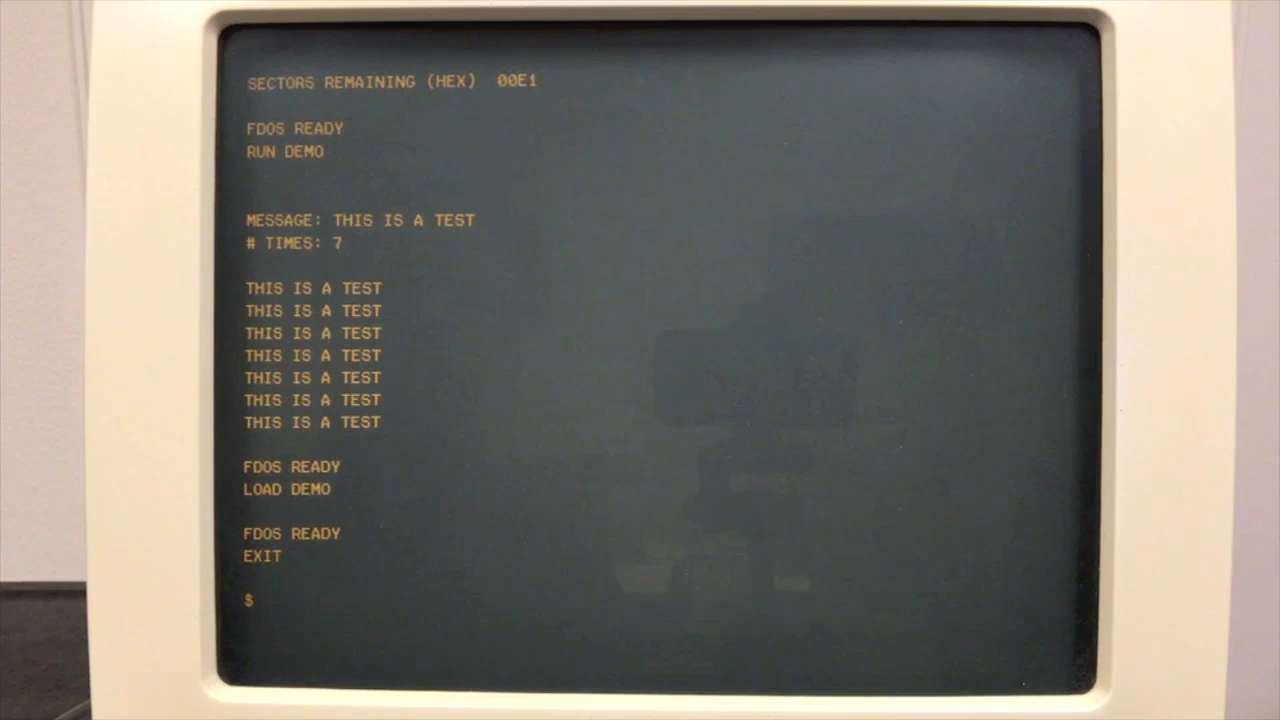 SECTORS REMAINING (HEX)  00E1
FDOS READY
RUN DEMO
MESSAGE: THIS IS A TEST
# TIMES: 7
THIS IS A TEST
THIS IS A TEST
THIS IS A TEST
THIS IS A TEST
THIS IS A TEST
THIS IS A TEST
THIS IS A TEST
FDOS READY
LOAD DEMO
FDOS READY
EXIT
$